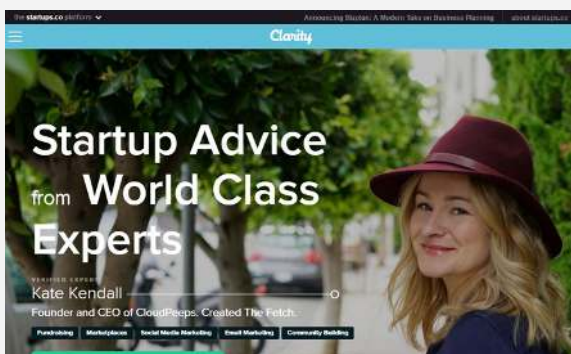 the startups.co platform
Announcing Bizplan: A Modern Take on Business Planning
about startups.co
Clarity
Startup Advice
from World Class
Experts
VERIFIED EXPERT
Kate Kendall
Founder and CEO of CloudPeeps. Created The Fetch.
Fundraising
Marketplaces
Social Media Marketing
Email Marketing
Community Building